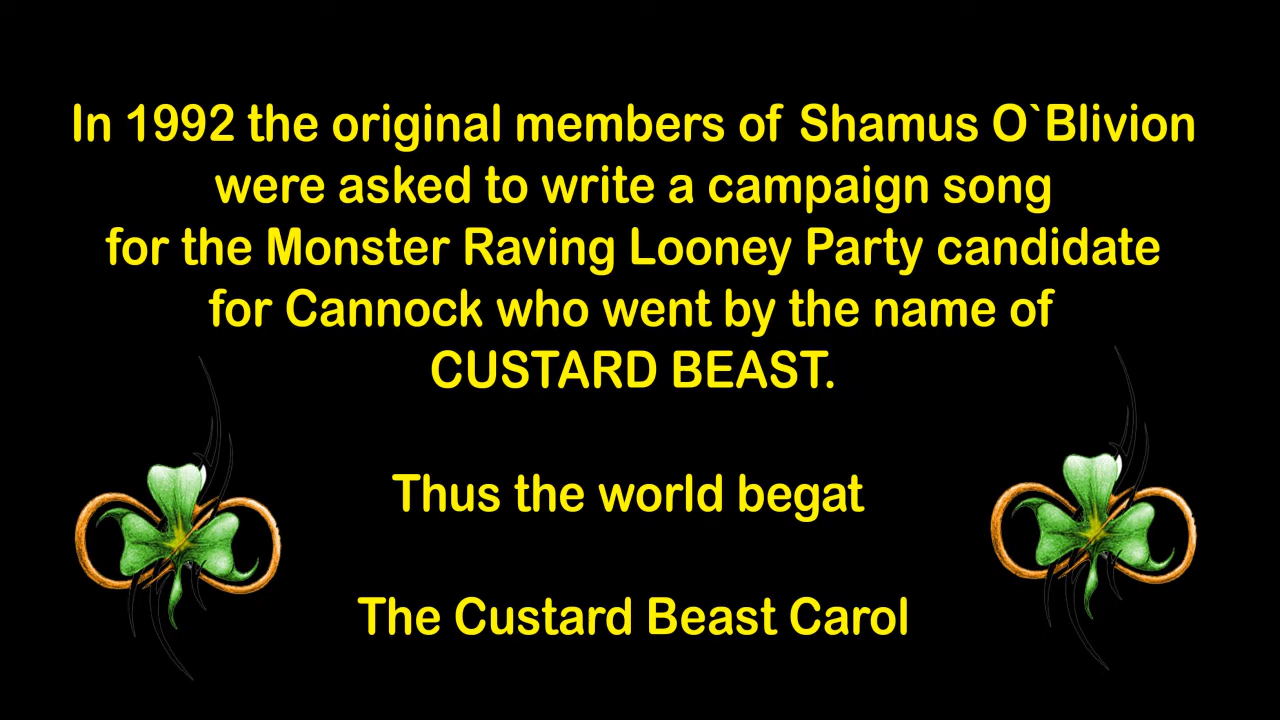 In 1992 the original members of Shamus O`Blivion
were asked to write a campaign song
for the Monster Raving Looney Party candidate
for Cannock who went by the name of
CUSTARD BEAST.
Thus the world begat
The Custard Beast Carol